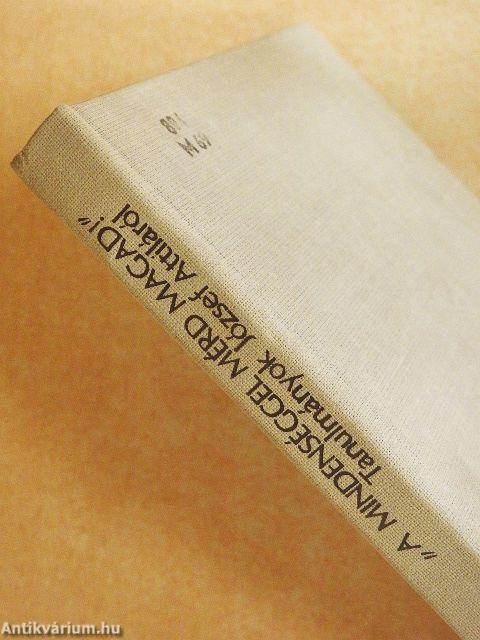 „A MINDENSÉGGEL MÉRD MAGAD!”
Tanulmányok József Attiláról
Antikvárium.hu